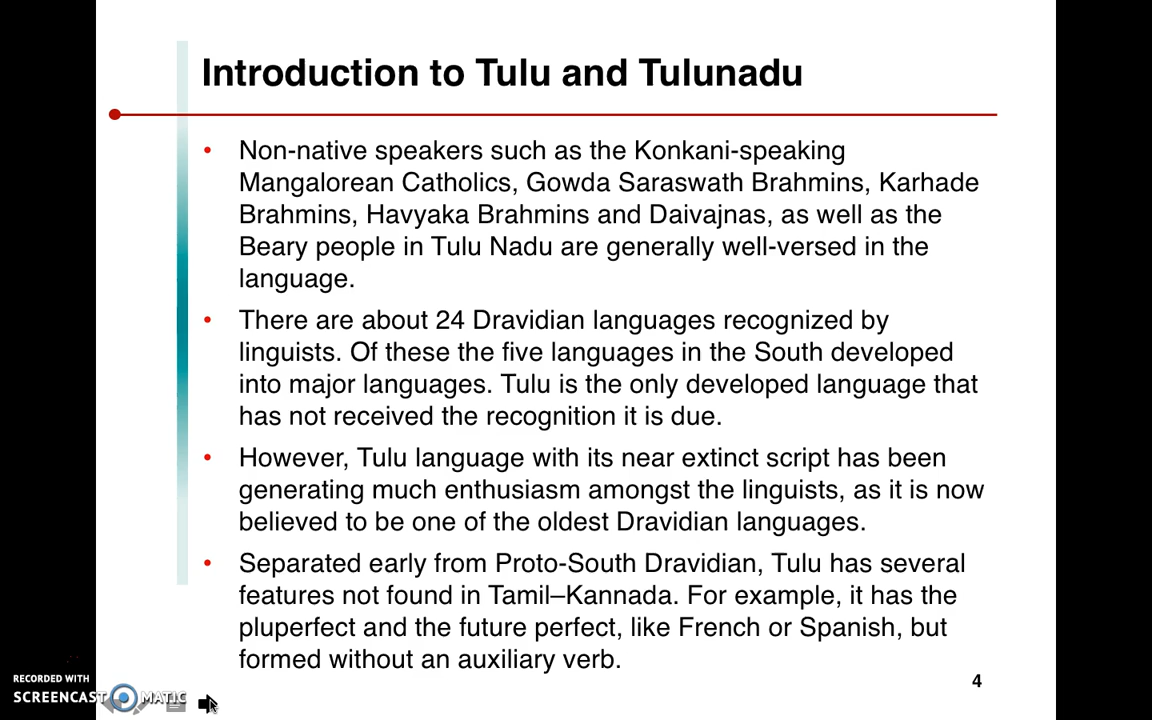 Introduction to Tulu and Tulunadu
• Non-native speakers such as the Konkani-speaking
Mangalorean Catholics, Gowda Saraswath Brahmins, Karhade
Brahmins, Havyaka Brahmins and Daivajnas, as well as the
Beary people in Tulu Nadu are generally well-versed in the
language.
• There are about 24 Dravidian languages recognized by
linguists. Of these the five languages in the South developed
into major languages. Tulu is the only developed language that
has not received the recognition it is due.
• However, Tulu language with its near extinct script has been
generating much enthusiasm amongst the linguists, as it is now
believed to be one of the oldest Dravidian languages.
• Separated early from Proto-South Dravidian, Tulu has several
features not found in Tamil–Kannada. For example, it has the
pluperfect and the future perfect, like French or Spanish, but
formed without an auxiliary verb.
4
RECORDED WITH
SCREENCAST MATIC